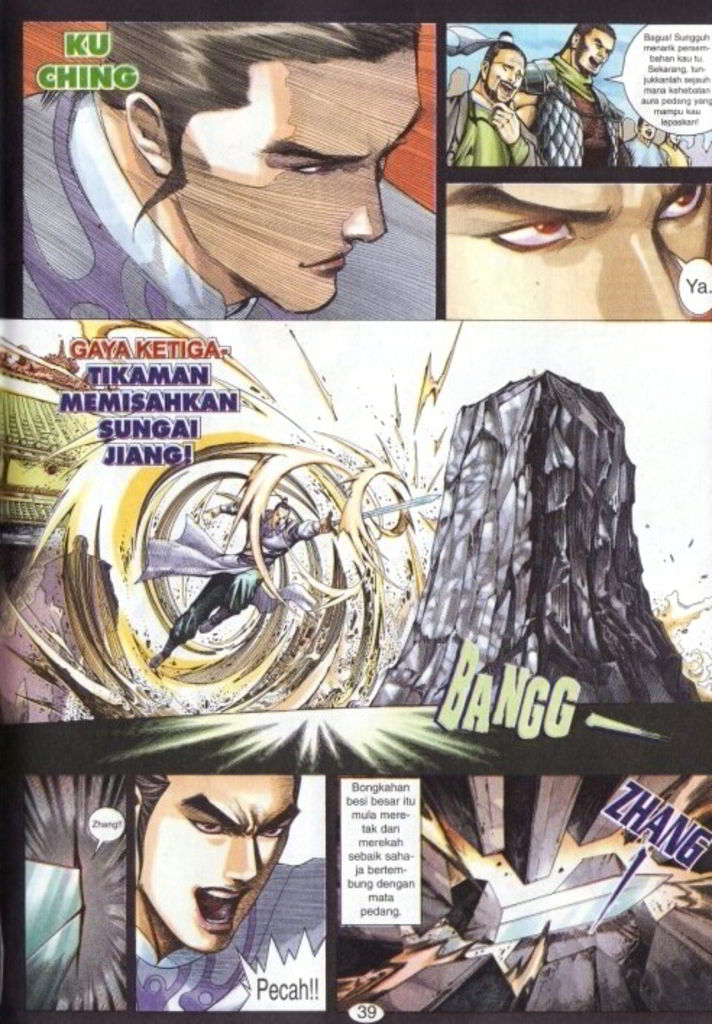 KU
CHING
Bagus! Sungguh
menarik persem-
bahan kau tu.
Sekarang, tun-
jukkanlah sejauh
mana kehebatan
aura pedang yang
mampu kau
lepaskan!
Ya.
GAYA KETIGA-
TIKAMAN
MEMISAHKAN
SUNGAI
JIANG!
BANGG
Zhang!!
Pecah!!
Bongkahan
besi besar itu
mula mere-
tak dan
merekah
sebaik saha-
ja bertem-
bung dengan
mata
pedang.
ZHANG
39